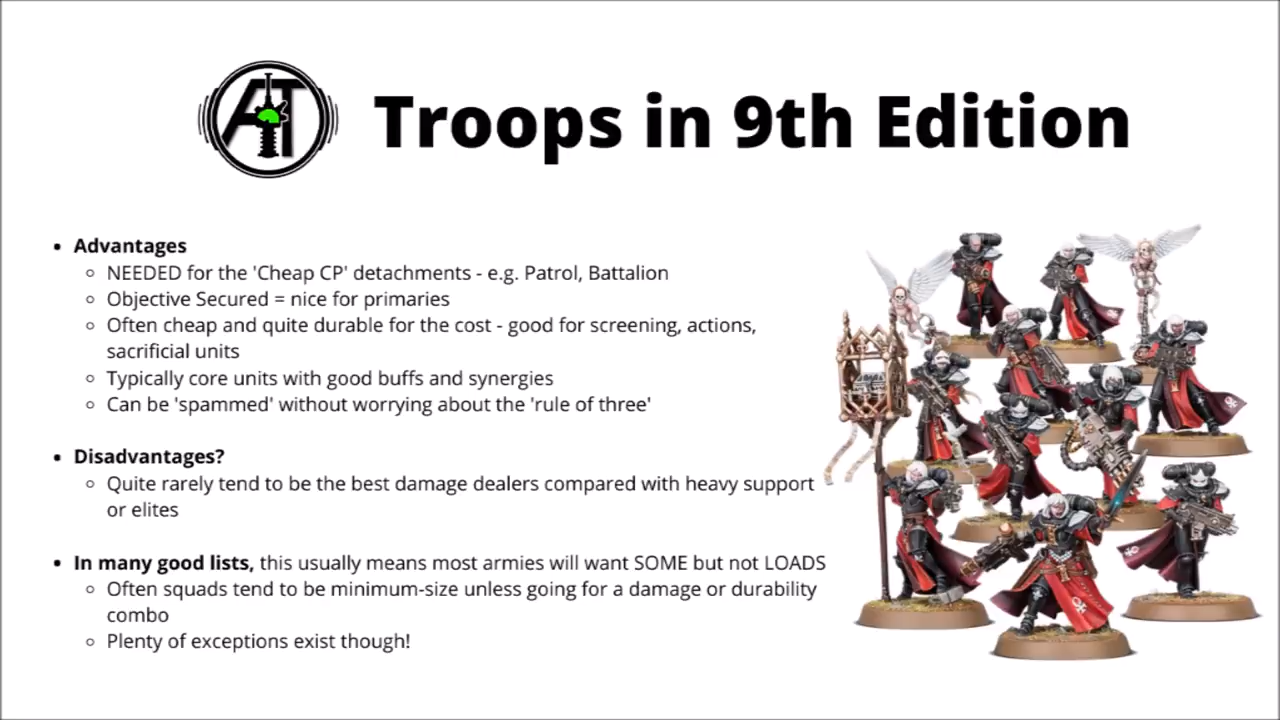 AT
Troops in 9th Edition
• Advantages
○ NEEDED for the 'Cheap CP' detachments - e.g. Patrol, Battalion
○ Objective Secured = nice for primaries
○ Often cheap and quite durable for the cost - good for screening, actions,
sacrificial units
○ Typically core units with good buffs and synergies
○ Can be 'spammed' without worrying about the 'rule of three'
• Disadvantages?
○ Quite rarely tend to be the best damage dealers compared with heavy support
or elites
• In many good lists, this usually means most armies will want SOME but not LOADS
○ Often squads tend to be minimum-size unless going for a damage or durability
combo
○ Plenty of exceptions exist though!